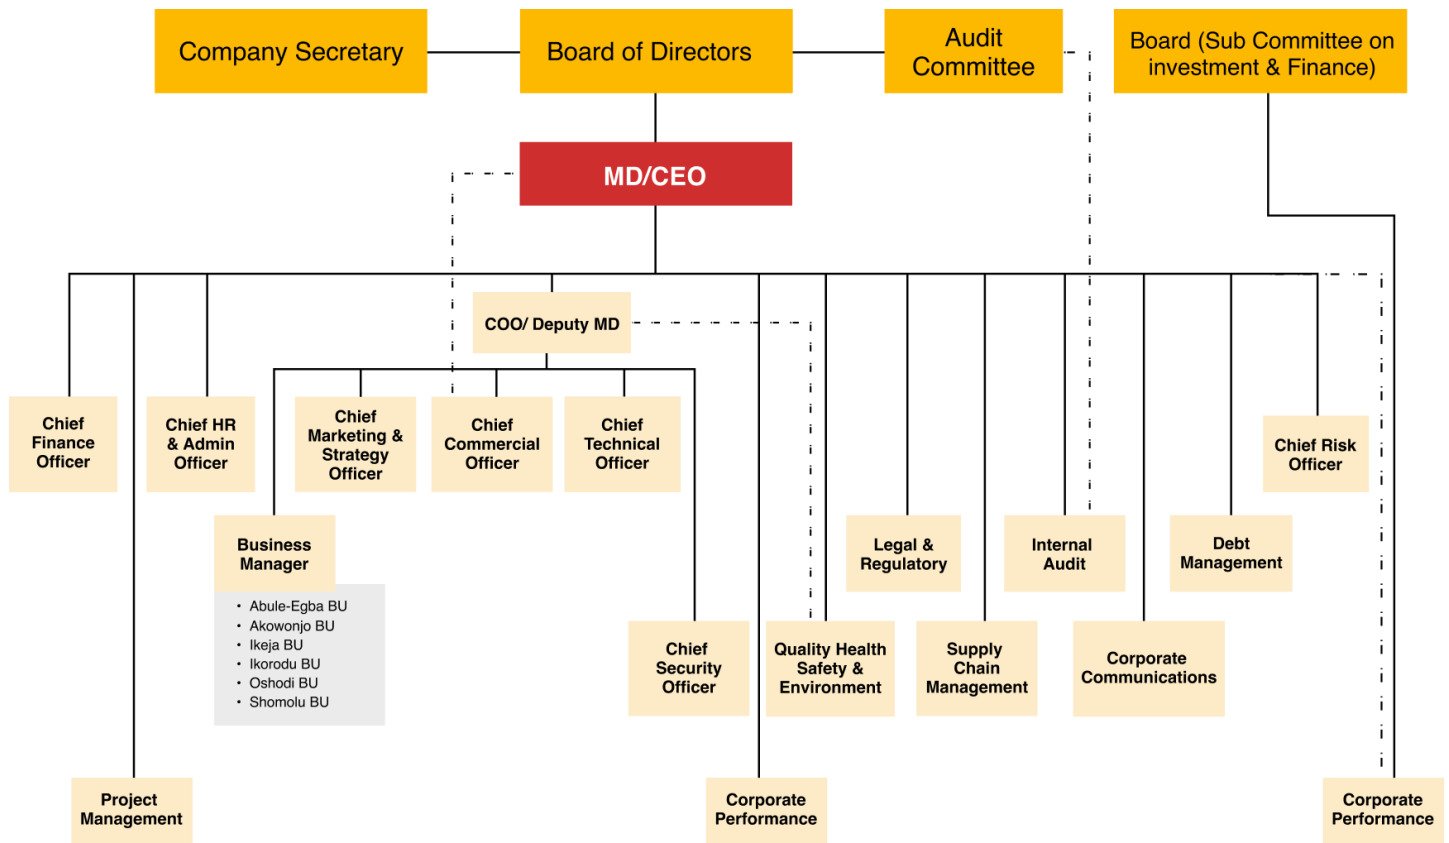 Company Secretary
Board of Directors
Audit
Committee
Board (Sub Committee on
investment & Finance)
MD/CEO
COO/ Deputy MD
Chief
Finance
Officer
Chief HR
& Admin
Officer
Chief
Marketing &
Strategy
Officer
Chief
Commercial
Officer
Chief
Technical
Officer
Chief Risk
Officer
Business
Manager
• Abule-Egba BU
• Akowonjo BU
• Ikeja BU
• Ikorodu BU
• Oshodi BU
• Shomolu BU
Legal &
Regulatory
Internal
Audit
Debt
Management
Chief
Security
Officer
Quality Health
Safety &
Environment
Supply
Chain
Management
Corporate
Communications
Project
Management
Corporate
Performance
Corporate
Performance